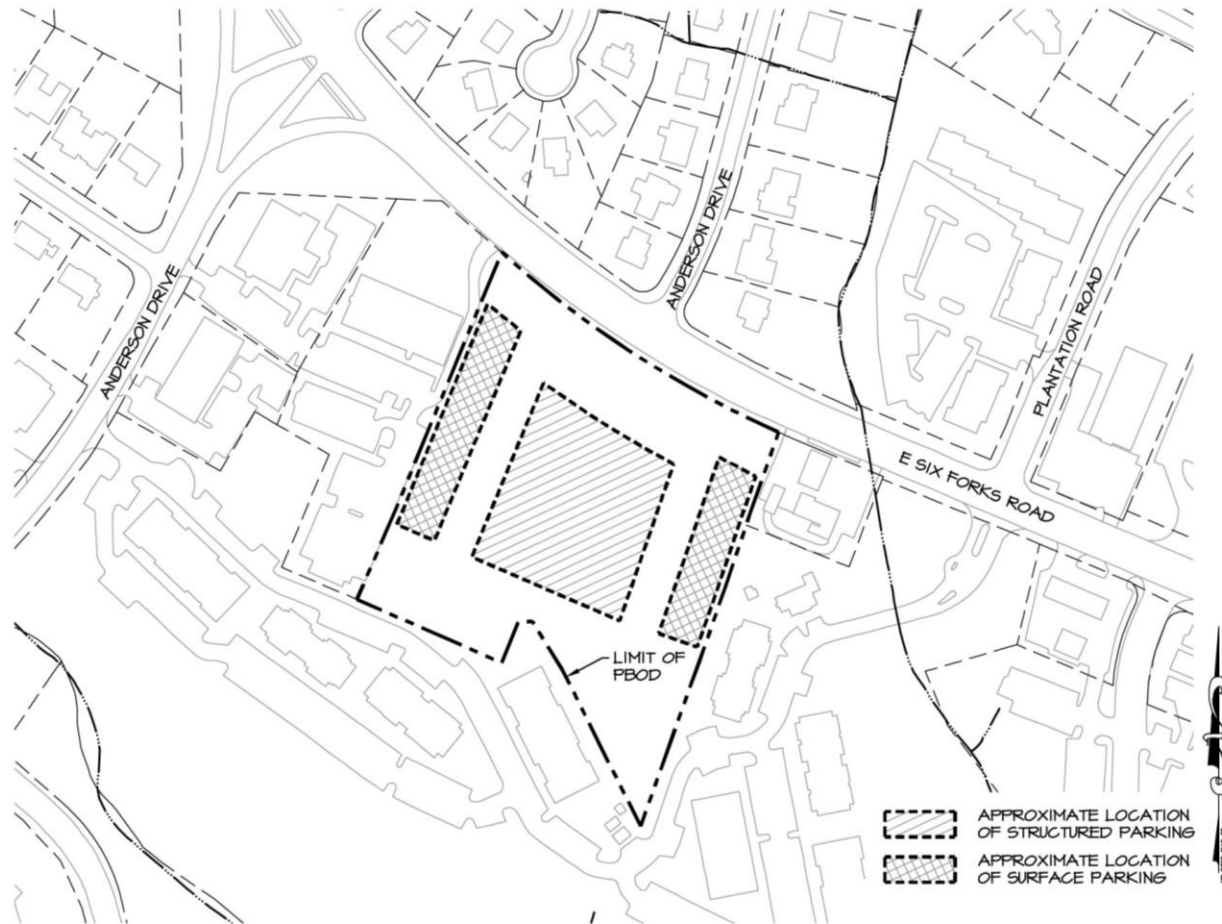 ANDERSON DRIVE
ANDERSON DRIVE
PLANTATION ROAD
E SIX FORKS ROAD
LIMIT OF
PBOD
APPROXIMATE LOCATION
OF STRUCTURED PARKING
APPROXIMATE LOCATION
OF SURFACE PARKING